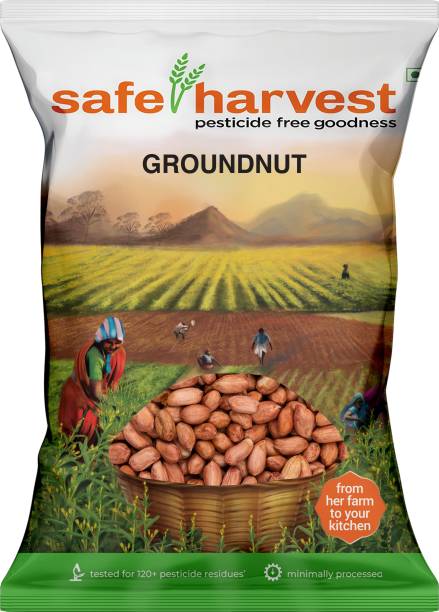 safe harvest
pesticide free goodness
GROUNDNUT
from
her farm
to your
kitchen
tested for 120+ pesticide residues*
minimally processed